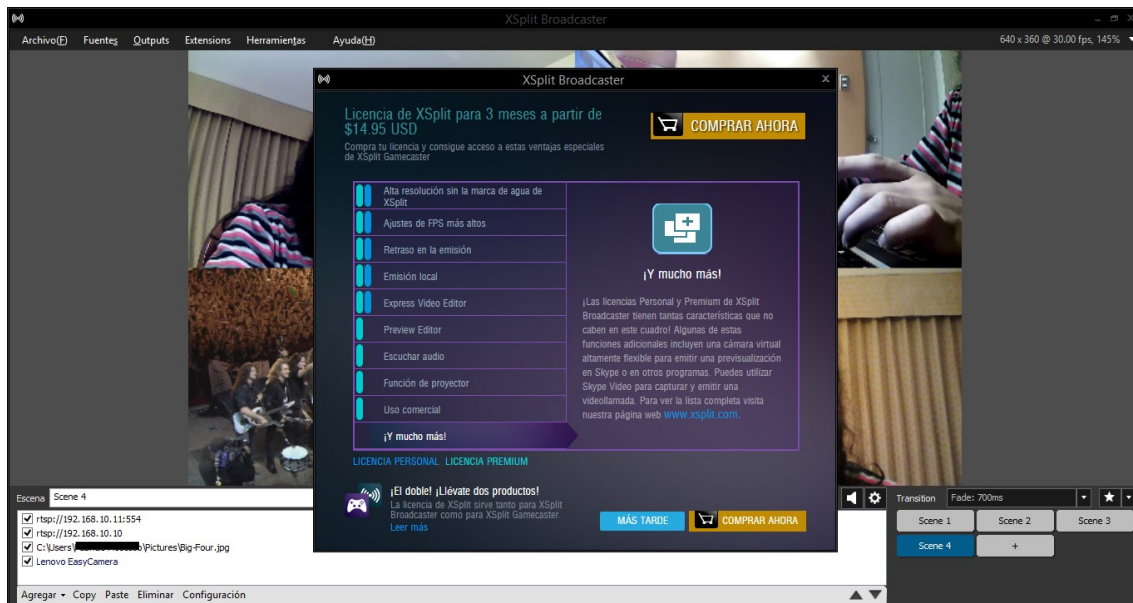 XSplit Broadcaster
Archivo(F) Fuentes Outputs Extensions Herramientas Ayuda(H) 640 x 360 @ 30.00 fps, 145%
XSplit Broadcaster x
Licencia de XSplit para 3 meses a partir de
$14.95 USD
COMPRAR AHORA
Compra tu licencia y consigue acceso a estas ventajas especiales
de XSplit Gamecaster
Alta resolución sin la marca de agua de
XSplit
Ajustes de FPS más altos
Retraso en la emisión
Emisión local
Express Video Editor
Preview Editor
Escuchar audio
Función de proyector
Uso comercial
¡Y mucho más!
¡Y mucho más!
¡Las licencias Personal y Premium de XSplit
Broadcaster tienen tantas características que no
caben en este cuadro! Algunas de estas
funciones adicionales incluyen una cámara virtual
altamente flexible para emitir una previsualización
en Skype o en otros programas. Puedes utilizar
Skype Video para capturar y emitir una
videollamada. Para ver la lista completa visita
nuestra página web www.xsplit.com.
LICENCIA PERSONAL LICENCIA PREMIUM
¡El doble! ¡Llévate dos productos!
La licencia de XSplit sirve tanto para XSplit
Broadcaster como para XSplit Gamecaster.
Leer más
MÁS TARDE COMPRAR AHORA
Escena Scene 4
rtsp://192.168.10.11:554
rtsp://192.168.10.10
C:\Users\ \Pictures\Big-Four.jpg
Lenovo EasyCamera
Agregar Copy Paste Eliminar Configuración
Transition Fade: 700ms
Scene 1 Scene 2 Scene 3
Scene 4 +